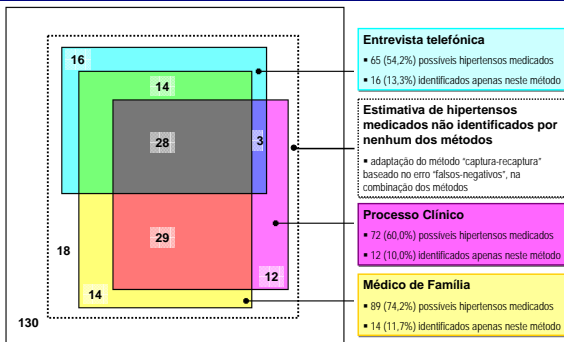 16
14
28
3
29
18
12
14
130
Entrevista telefónica
▪ 65 (54,2%) possíveis hipertensos medicados
▪ 16 (13,3%) identificados apenas neste método
Estimativa de hipertensos
medicados não identificados por
nenhum dos métodos
▪ adaptação do método "captura-recaptura"
baseado no erro "falsos-negativos", na
combinação dos métodos
Processo Clínico
▪ 72 (60,0%) possíveis hipertensos medicados
▪ 12 (10,0%) identificados apenas neste método
Médico de Família
▪ 89 (74,2%) possíveis hipertensos medicados
▪ 14 (11,7%) identificados apenas neste método